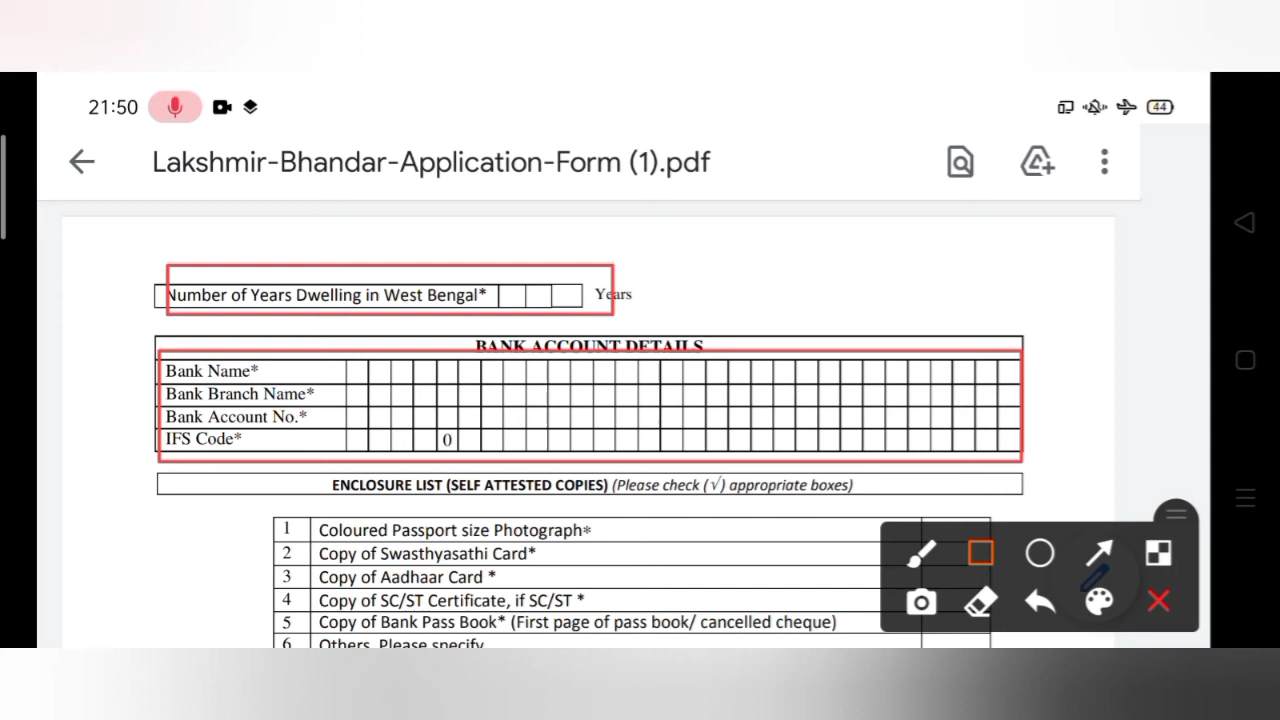 21:50
44
Lakshmir-Bhandar-Application-Form (1).pdf
Number of Years Dwelling in West Bengal* Years
BANK ACCOUNT DETAILS
Bank Name*
Bank Branch Name*
Bank Account No.*
IFS Code* 0
ENCLOSURE LIST (SELF ATTESTED COPIES) (Please check (√) appropriate boxes)
1 Coloured Passport size Photograph*
2 Copy of Swasthyasathi Card*
3 Copy of Aadhaar Card *
4 Copy of SC/ST Certificate, if SC/ST *
5 Copy of Bank Pass Book* (First page of pass book/ cancelled cheque)
6 Others, Please specify